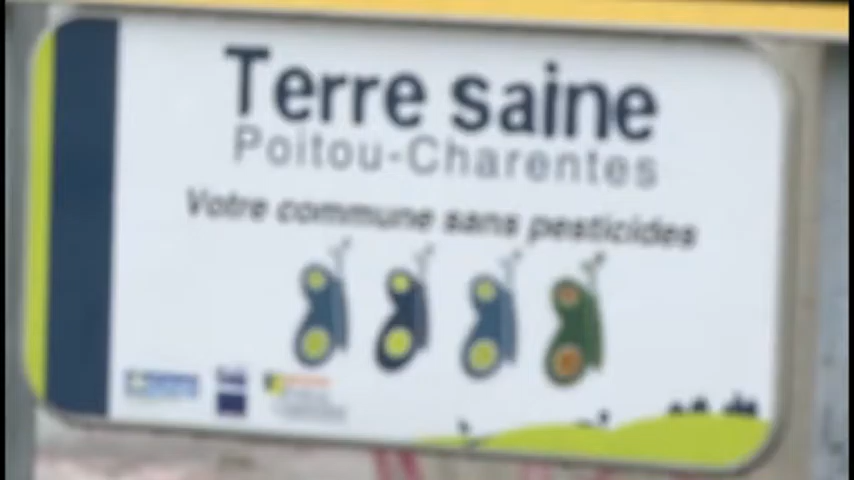 Terre saine
Poitou-Charentes
Votre commune sans pesticides